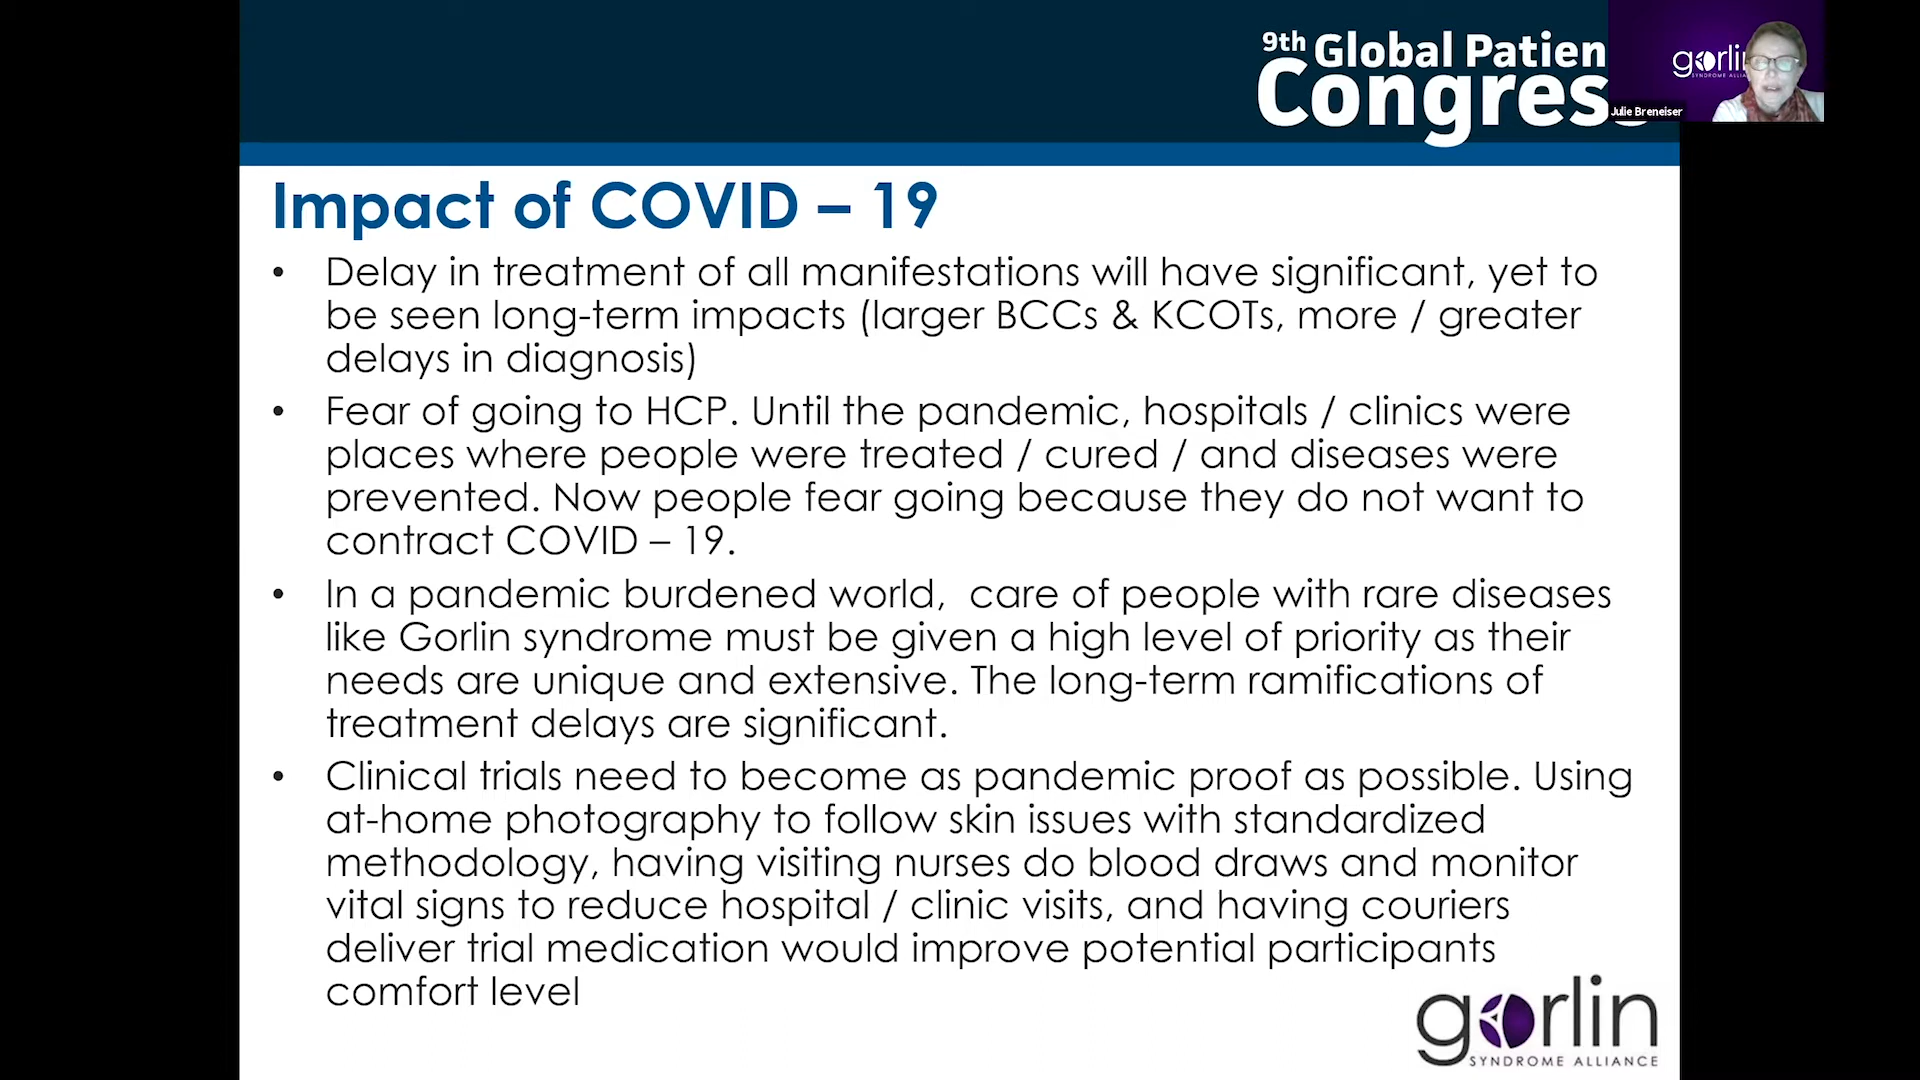 9th Global Patien
Congres
gorli
SYNDROME ALLIA
Julie Breneiser
Impact of COVID – 19
• Delay in treatment of all manifestations will have significant, yet to
be seen long-term impacts (larger BCCs & KCOTs, more / greater
delays in diagnosis)
• Fear of going to HCP. Until the pandemic, hospitals / clinics were
places where people were treated / cured / and diseases were
prevented. Now people fear going because they do not want to
contract COVID – 19.
• In a pandemic burdened world,  care of people with rare diseases
like Gorlin syndrome must be given a high level of priority as their
needs are unique and extensive. The long-term ramifications of
treatment delays are significant.
• Clinical trials need to become as pandemic proof as possible. Using
at-home photography to follow skin issues with standardized
methodology, having visiting nurses do blood draws and monitor
vital signs to reduce hospital / clinic visits, and having couriers
deliver trial medication would improve potential participants
comfort level
gorlin
SYNDROME ALLIANCE